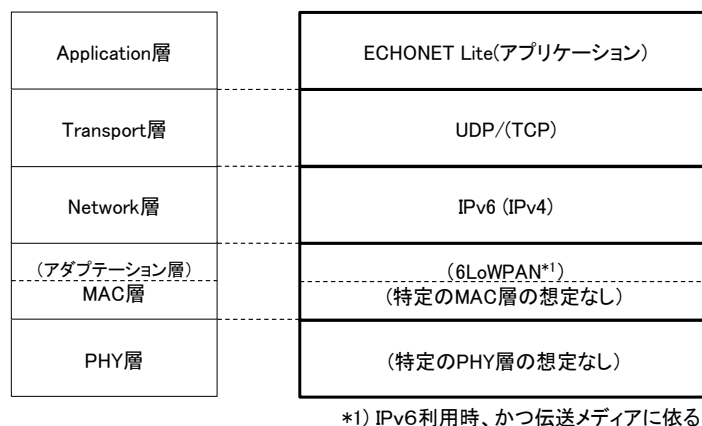 Application層
ECHONET Lite(アプリケーション)
Transport層
UDP/(TCP)
Network層
IPv6 (IPv4)
(アダプテーション層)
(6LoWPAN*1)
MAC層
(特定のMAC層の想定なし)
PHY層
(特定のPHY層の想定なし)
*1) IPv6利用時、かつ伝送メディアに依る